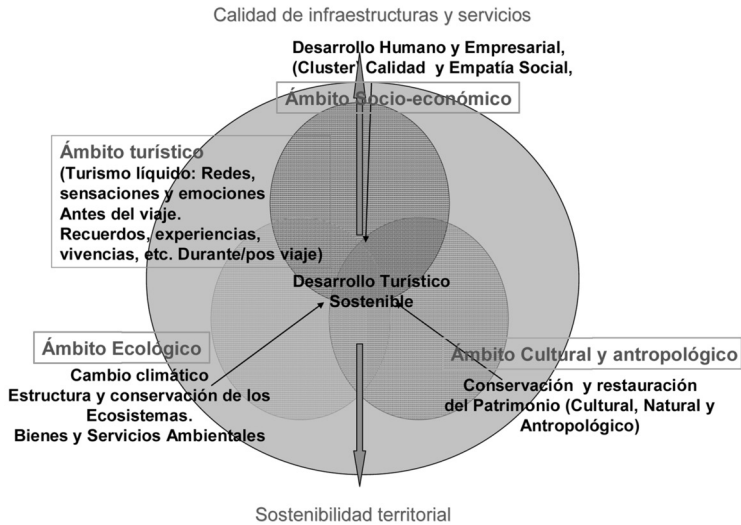 Calidad de infraestructuras y servicios
Desarrollo Humano y Empresarial,
(Cluster) Calidad y Empatía Social,
Ámbito Socio-económico
Ámbito turístico
(Turismo líquido: Redes,
sensaciones y emociones
Antes del viaje.
Recuerdos, experiencias,
vivencias, etc. Durante/pos viaje)
Desarrollo Turístico
Sostenible
Ámbito Ecológico
Cambio climático
Estructura y conservación de los
Ecosistemas.
Bienes y Servicios Ambientales
Ámbito Cultural y antropológico
Conservación y restauración
del Patrimonio (Cultural, Natural y
Antropológico)
Sostenibilidad territorial